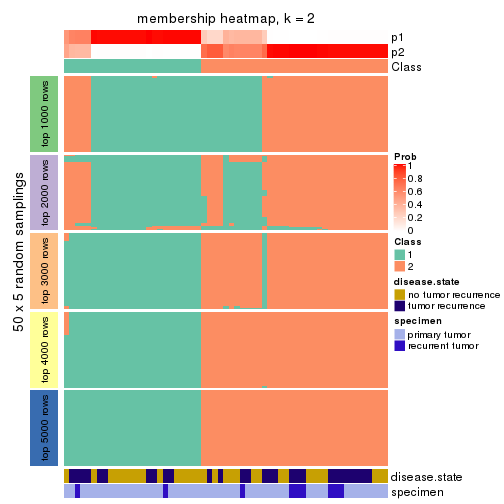 membership heatmap, k = 2
p1
p2
Class
50 x 5 random samplings
top 1000 rows
top 2000 rows
top 3000 rows
top 4000 rows
top 5000 rows
Prob
1
0.8
0.6
0.4
0.2
0
Class
1
2
disease.state
no tumor recurrence
tumor recurrence
specimen
primary tumor
recurrent tumor
disease.state
specimen